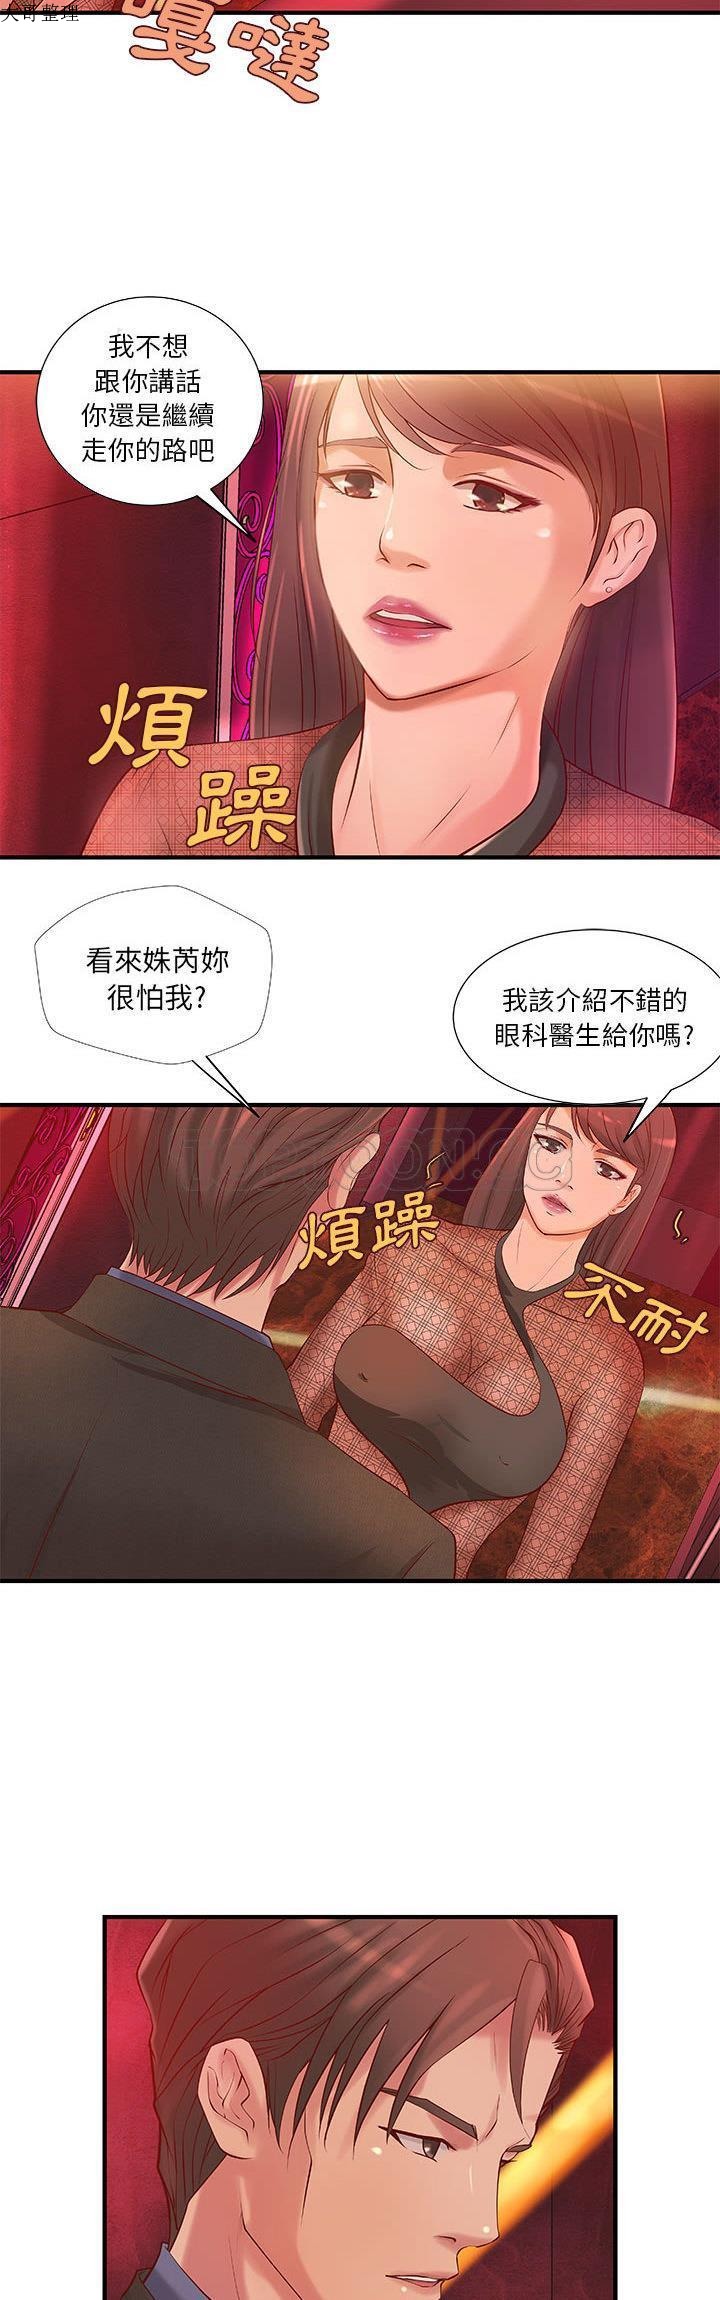 大哥整理
嘎噠
我不想
跟你講話
你還是繼續
走你的路吧
煩
躁
看來姝芮妳
很怕我?
我該介紹不錯的
眼科醫生給你嗎?
TOPTOON.CC
煩躁
不耐